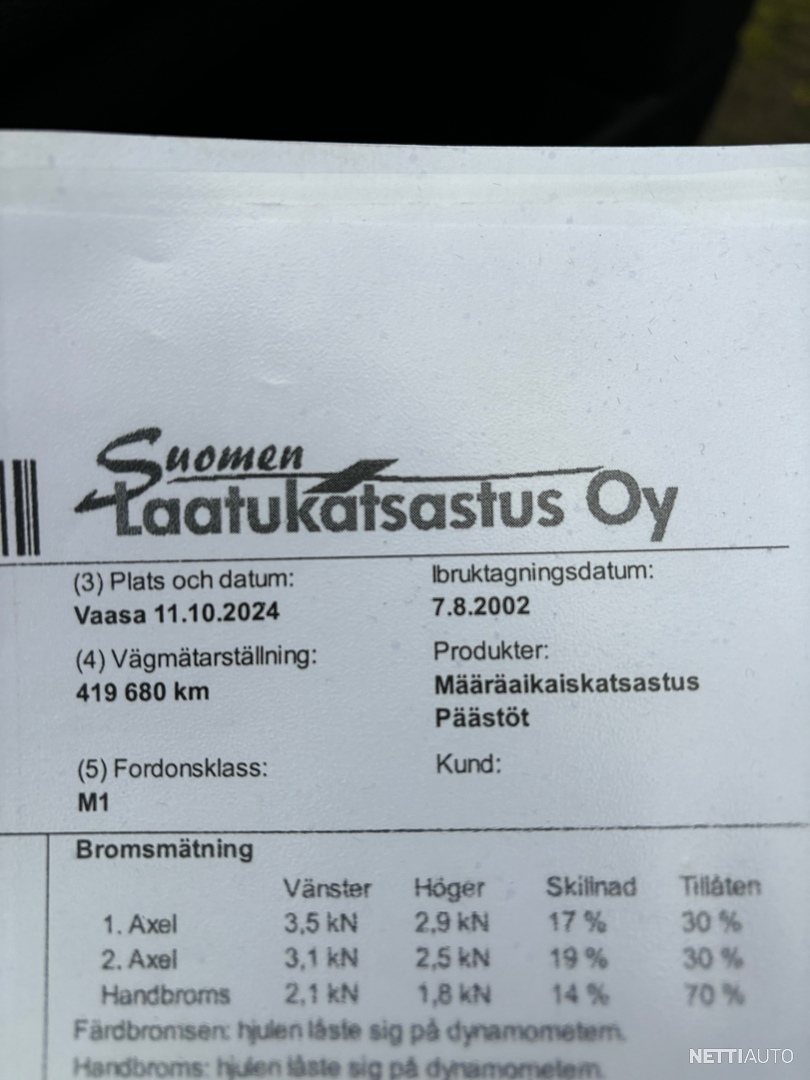 Suomen
Laatukatsastus Oy
(3) Plats och datum:
Vaasa 11.10.2024
Ibruktagningsdatum:
7.8.2002
(4) Vägmätarställning:
419 680 km
Produkter:
Määräaikaiskatsastus
Päästöt
(5) Fordonsklass:
M1
Kund:
Bromsmätning
Vänster Höger Skillnad Tillåten
1. Axel 3,5 kN 2,9 kN 17 % 30 %
2. Axel 3,1 kN 2,5 kN 19 % 30 %
Handbroms 2,1 kN 1,8 kN 14 % 70 %
Färdbromsen: hjulen låste sig på dynamometern.
Handbroms: hjulen låste sig på dynamometern.
NETTIAUTO